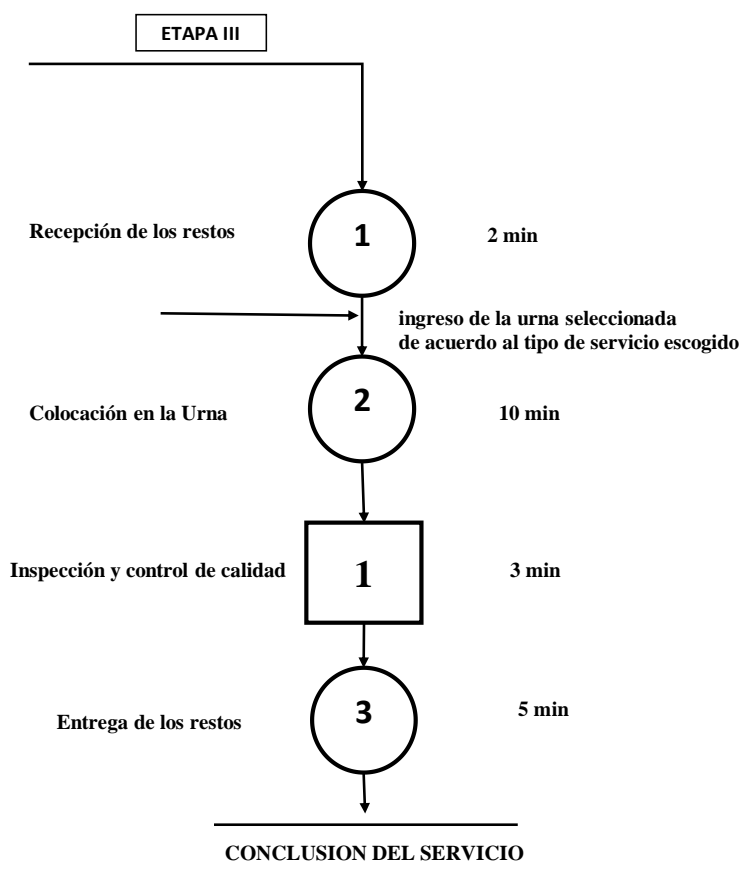 ETAPA III
Recepción de los restos
1
2 min
ingreso de la urna seleccionada
de acuerdo al tipo de servicio escogido
Colocación en la Urna
2
10 min
Inspección y control de calidad
1
3 min
Entrega de los restos
3
5 min
CONCLUSION DEL SERVICIO